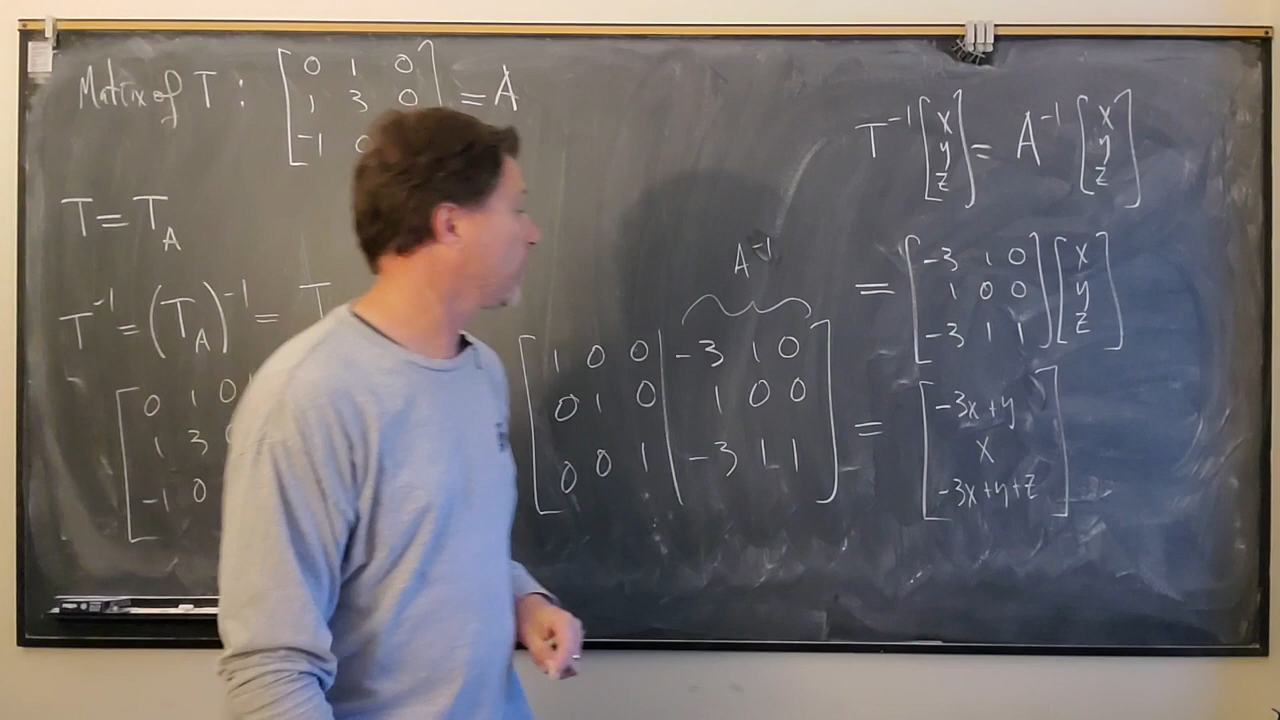 Matrix of T : [ 0 1 0 ]
[ 1 3 0 ] = A
[ -1 0
T = T_A
T^-1 = (T_A)^-1 = T
[ 0 1 0
1 3
-1 0
A^-1
[ 1 0 0 | -3 1 0 ]
[ 0 1 0 | 1 0 0 ]
[ 0 0 1 | -3 1 1 ]
T^-1 [ x y z ] = A^-1 [ x y z ]
= [ -3 1 0 ] [ x ]
[ 1 0 0 ] [ y ]
[ -3 1 1 ] [ z ]
= [ -3x+y ]
[ x ]
[ -3x+y+z ]